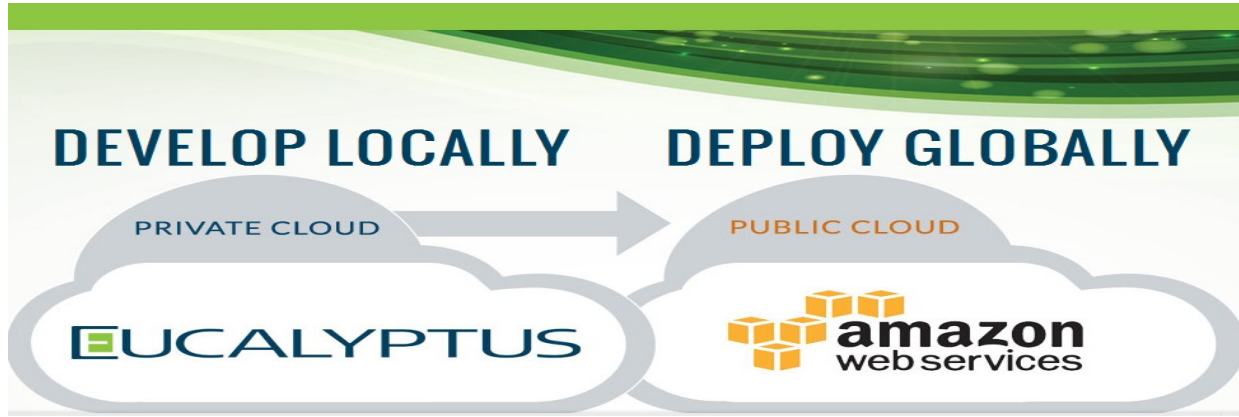 DEVELOP LOCALLY
DEPLOY GLOBALLY
PRIVATE CLOUD
PUBLIC CLOUD
EUCALYPTUS
amazon
web services